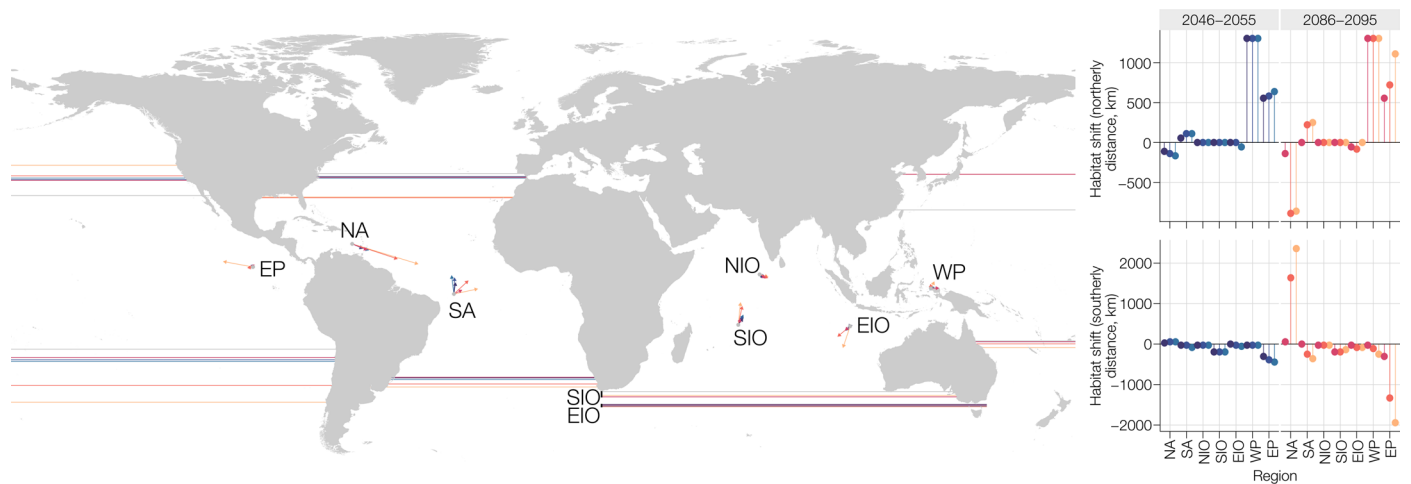 NA
EP
SA
NIO
SIO
EIO
WP
SIO
EIO
2046–2055
2086–2095
Habitat shift (northerly
distance, km)
1000
500
0
−500
Habitat shift (southerly
distance, km)
2000
1000
0
−1000
−2000
NA
SA
NIO
SIO
EIO
WP
EP
NA
SA
NIO
SIO
EIO
WP
EP
Region